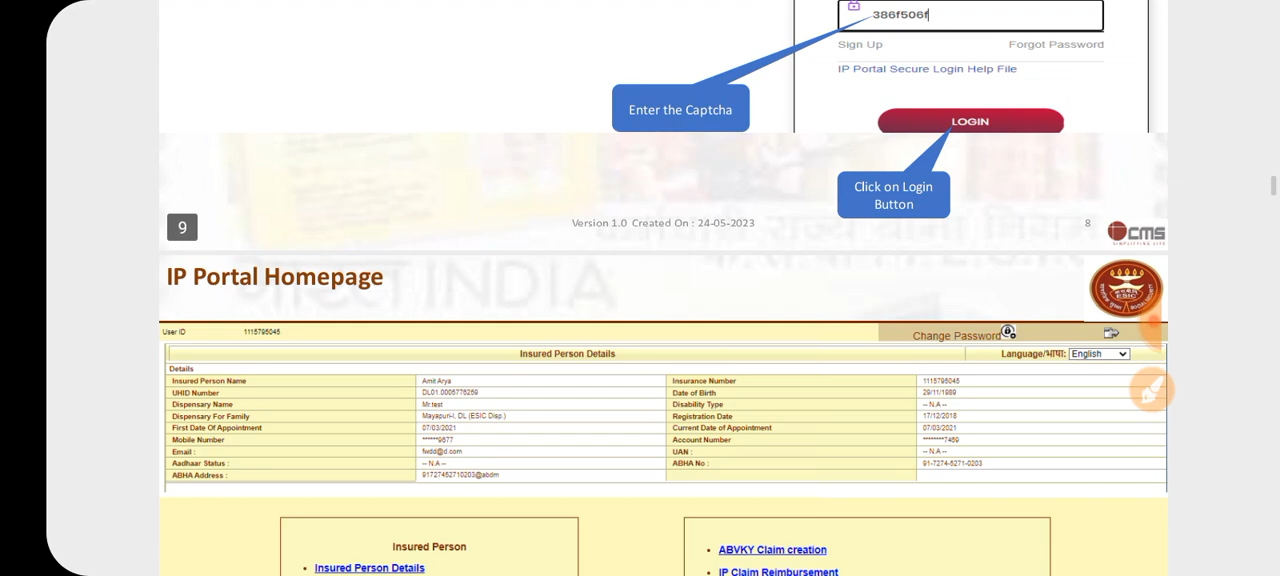 386f506f
Sign Up Forgot Password
IP Portal Secure Login Help File
Enter the Captcha
LOGIN
Click on Login
Button
9
Version 1.0 Created On : 24-05-2023
8
CMS
IP Portal Homepage
ESIC
User ID 1115795045 Change Password
Insured Person Details Language/भाषा: English
Details
Insured Person Name Amit Arya Insurance Number 1115795045
UHID Number DL01.0005776269 Date of Birth 29/11/1989
Dispensary Name Mr.test Disability Type -- N.A --
Dispensary For Family Mayapuri-I, DL (ESIC Disp.) Registration Date 17/12/2018
First Date Of Appointment 07/03/2021 Current Date of Appointment 07/03/2021
Mobile Number ******9677 Account Number ********7469
Email : fwdd@d.com UAN : -- N.A --
Aadhaar Status : -- N.A -- ABHA No : 91-7274-5271-0203
ABHA Address : 91727452710203@abdm
Insured Person
• Insured Person Details
• ABVKY Claim creation
• IP Claim Reimbursement